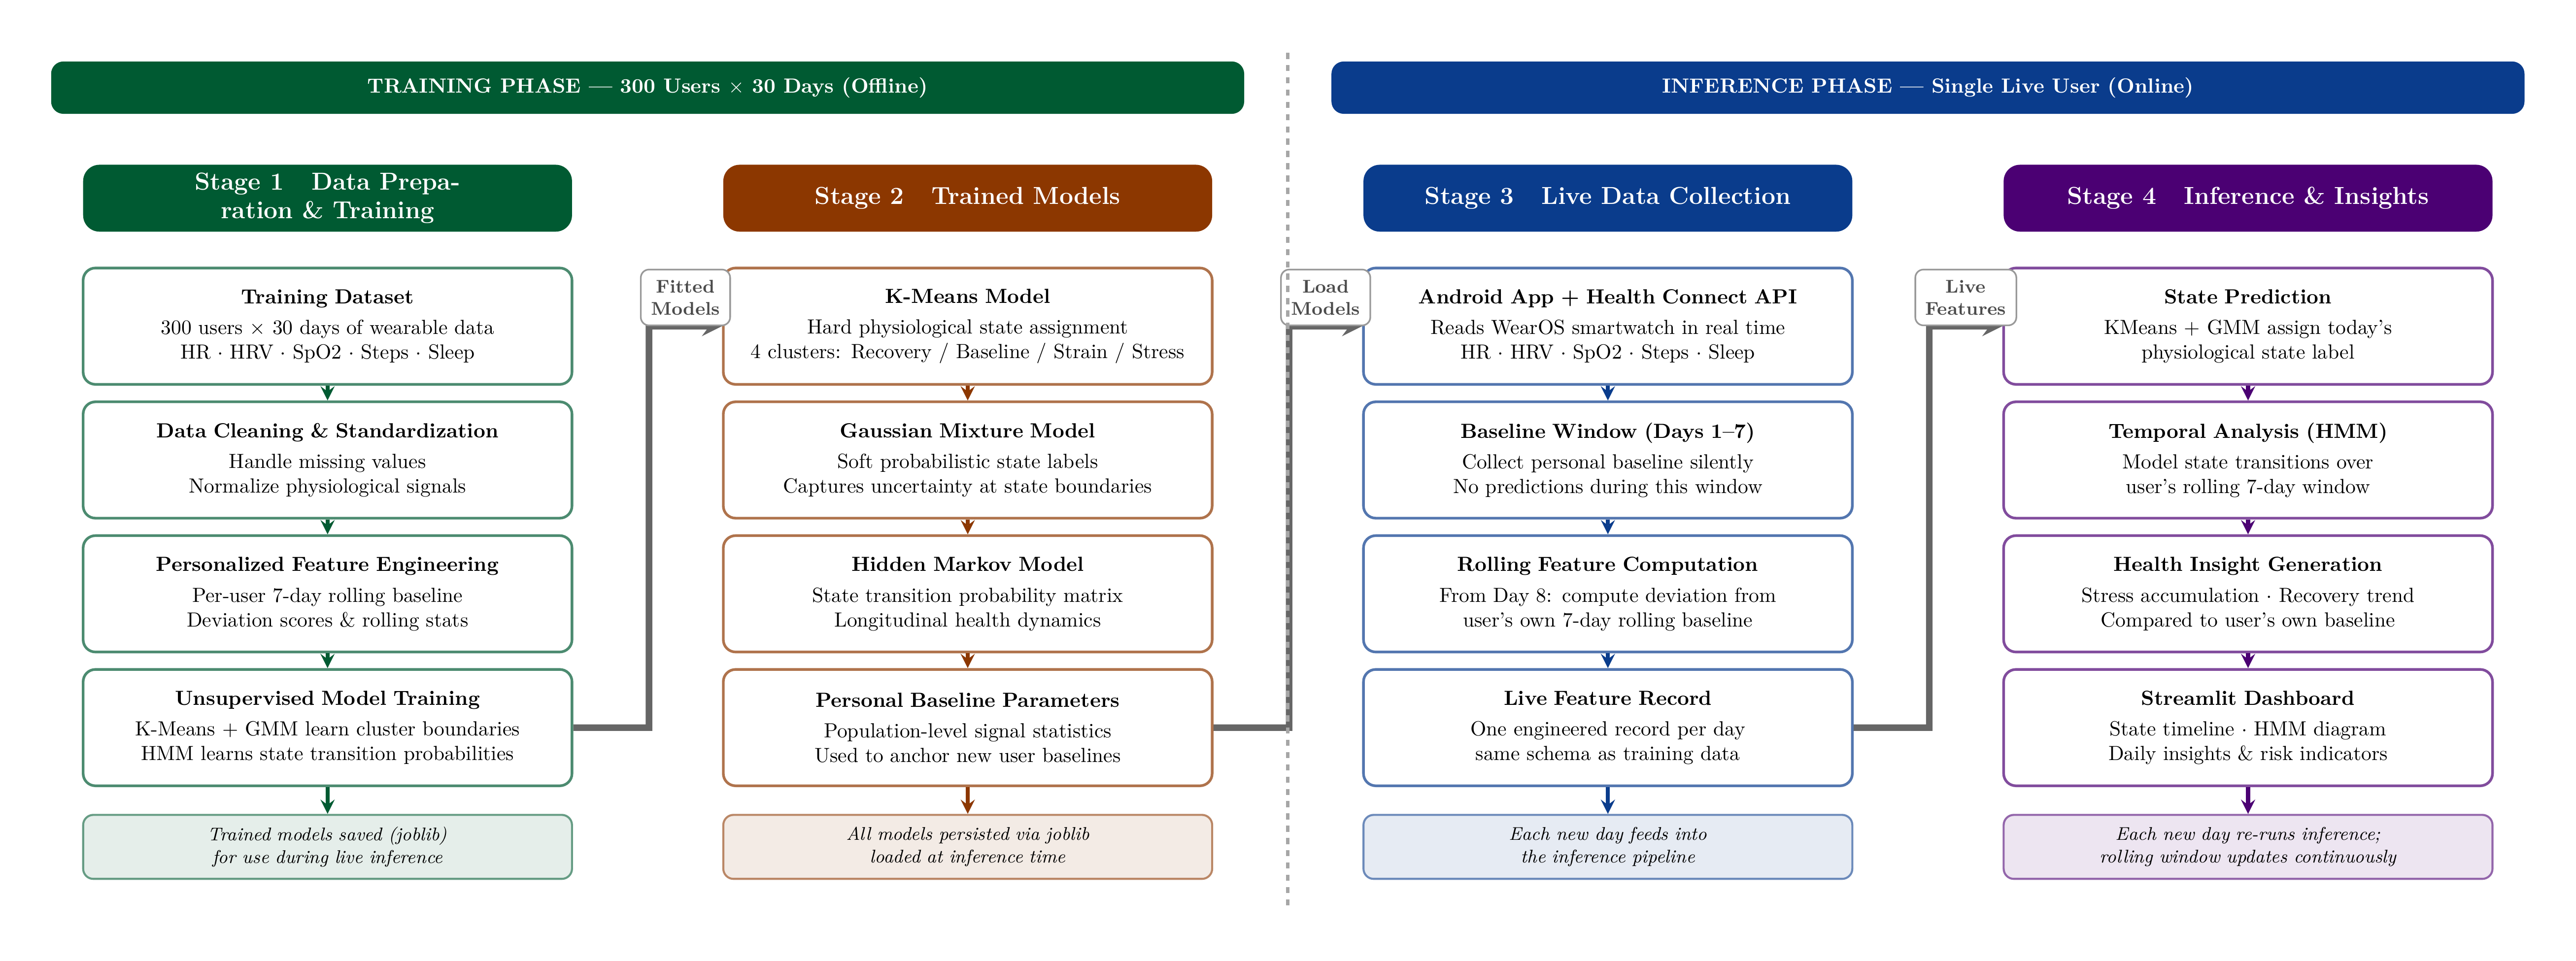 TRAINING PHASE — 300 Users × 30 Days (Offline)
INFERENCE PHASE — Single Live User (Online)
Stage 1 Data Prepa-
ration & Training
Training Dataset
300 users × 30 days of wearable data
HR · HRV · SpO2 · Steps · Sleep
Data Cleaning & Standardization
Handle missing values
Normalize physiological signals
Personalized Feature Engineering
Per-user 7-day rolling baseline
Deviation scores & rolling stats
Unsupervised Model Training
K-Means + GMM learn cluster boundaries
HMM learns state transition probabilities
Trained models saved (joblib)
for use during live inference
Fitted
Models
Stage 2 Trained Models
K-Means Model
Hard physiological state assignment
4 clusters: Recovery / Baseline / Strain / Stress
Gaussian Mixture Model
Soft probabilistic state labels
Captures uncertainty at state boundaries
Hidden Markov Model
State transition probability matrix
Longitudinal health dynamics
Personal Baseline Parameters
Population-level signal statistics
Used to anchor new user baselines
All models persisted via joblib
loaded at inference time
Load
Models
Stage 3 Live Data Collection
Android App + Health Connect API
Reads WearOS smartwatch in real time
HR · HRV · SpO2 · Steps · Sleep
Baseline Window (Days 1–7)
Collect personal baseline silently
No predictions during this window
Rolling Feature Computation
From Day 8: compute deviation from
user's own 7-day rolling baseline
Live Feature Record
One engineered record per day
same schema as training data
Each new day feeds into
the inference pipeline
Live
Features
Stage 4 Inference & Insights
State Prediction
KMeans + GMM assign today's
physiological state label
Temporal Analysis (HMM)
Model state transitions over
user's rolling 7-day window
Health Insight Generation
Stress accumulation · Recovery trend
Compared to user's own baseline
Streamlit Dashboard
State timeline · HMM diagram
Daily insights & risk indicators
Each new day re-runs inference;
rolling window updates continuously